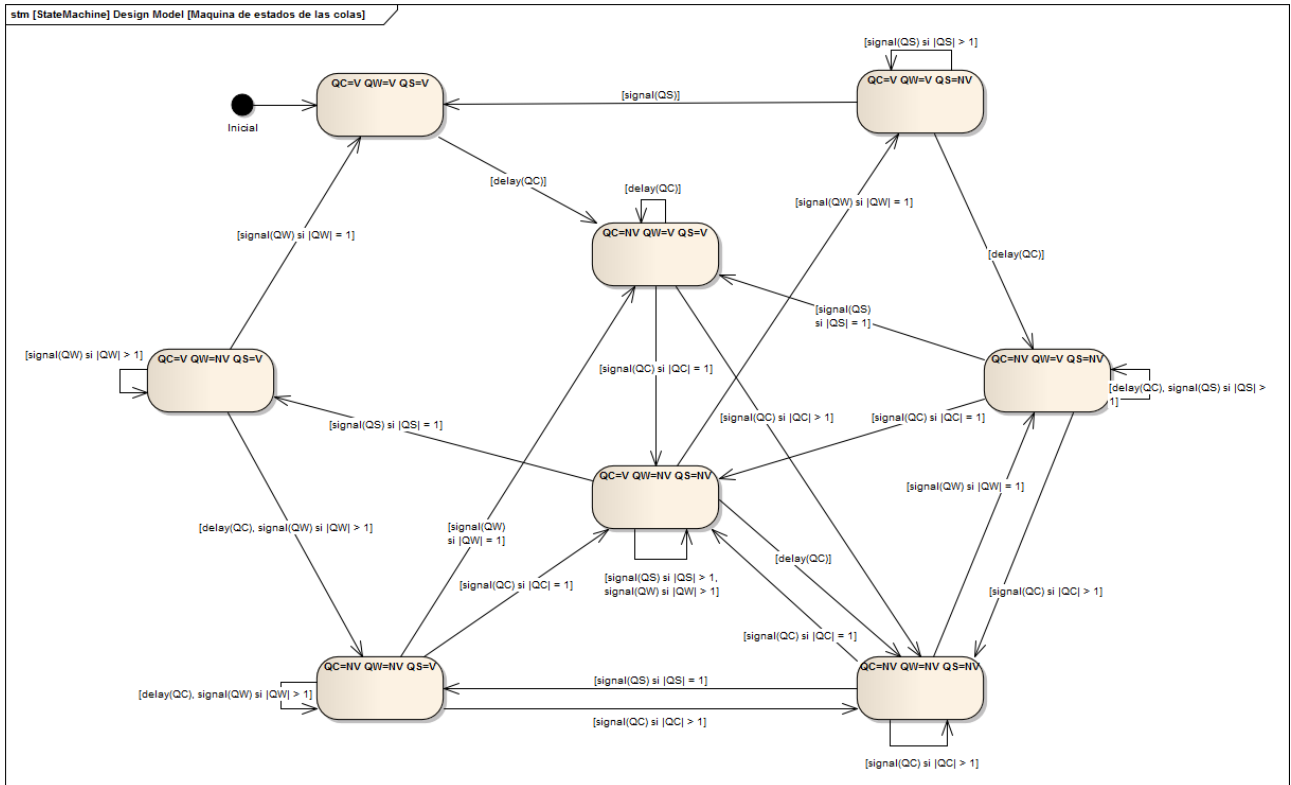 stm [StateMachine] Design Model [Maquina de estados de las colas]
[signal(QS) si |QS| > 1]
QC=V QW=V QS=V
QC=V QW=V QS=NV
[signal(QS)]
Inicial
[delay(QC)]
[delay(QC)]
[signal(QW) si |QW| = 1]
QC=NV QW=V QS=V
[signal(QW) si |QW| = 1]
[delay(QC)]
[signal(QS)
si |QS| = 1]
[signal(QW) si |QW| > 1]
QC=V QW=NV QS=V
QC=NV QW=V QS=NV
[signal(QC) si |QC| = 1]
[delay(QC), signal(QS) si |QS| >
1]
[signal(QS) si |QS| = 1]
[signal(QC) si |QC| > 1]
[signal(QC) si |QC| = 1]
QC=V QW=NV QS=NV
[signal(QW) si |QW| = 1]
[delay(QC), signal(QW) si |QW| > 1]
[signal(QW)
si |QW| = 1]
[delay(QC)]
[signal(QC) si |QC| = 1]
[signal(QS) si |QS| > 1,
signal(QW) si |QW| > 1]
[signal(QC) si |QC| > 1]
[signal(QC) si |QC| = 1]
QC=NV QW=NV QS=V
QC=NV QW=NV QS=NV
[signal(QS) si |QS| = 1]
[delay(QC), signal(QW) si |QW| > 1]
[signal(QC) si |QC| > 1]
[signal(QC) si |QC| > 1]